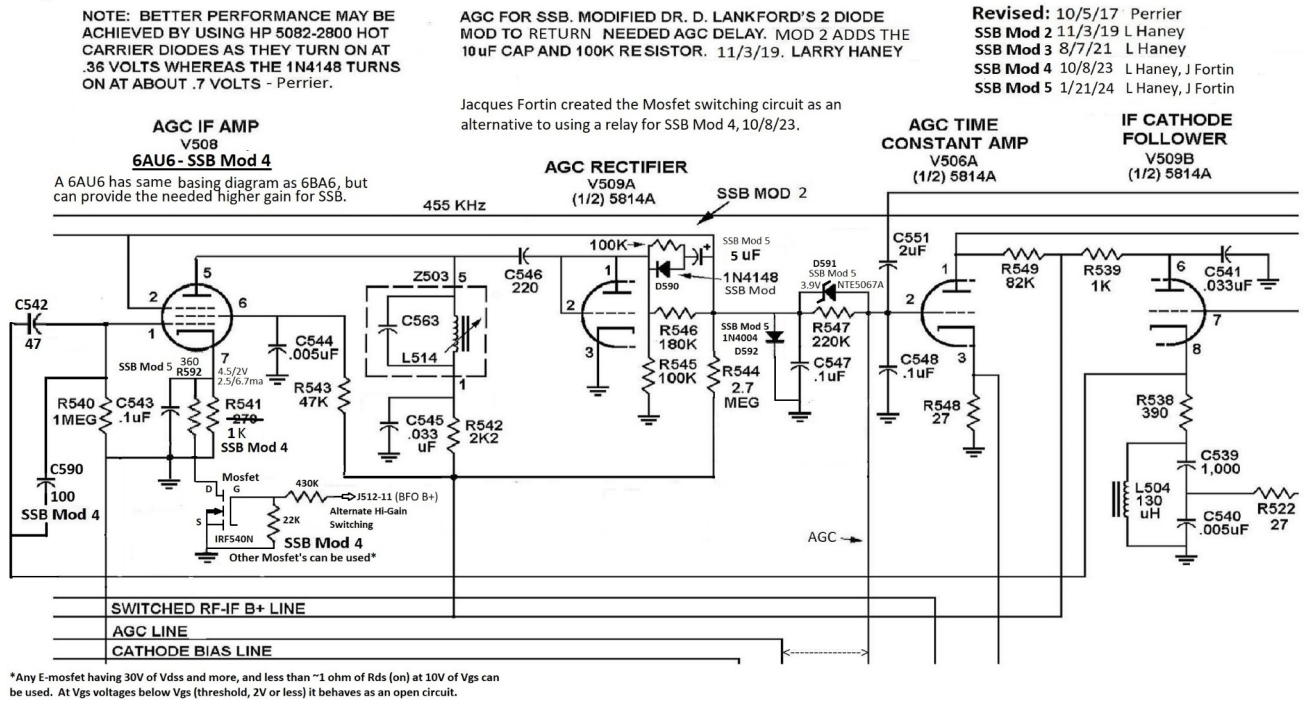 NOTE: BETTER PERFORMANCE MAY BE
ACHIEVED BY USING HP 5082-2800 HOT
CARRIER DIODES AS THEY TURN ON AT
.36 VOLTS WHEREAS THE 1N4148 TURNS
ON AT ABOUT .7 VOLTS - Perrier.
AGC FOR SSB. MODIFIED DR. D. LANKFORD'S 2 DIODE
MOD TO RETURN NEEDED AGC DELAY. MOD 2 ADDS THE
10uF CAP AND 100K RESISTOR. 11/3/19. LARRY HANEY
Jacques Fortin created the Mosfet switching circuit as an
alternative to using a relay for SSB Mod 4, 10/8/23.
Revised: 10/5/17 Perrier
SSB Mod 2 11/3/19 L Haney
SSB Mod 3 8/7/21 L Haney
SSB Mod 4 10/8/23 L Haney, J Fortin
SSB Mod 5 1/21/24 L Haney, J Fortin
AGC IF AMP
V508
6AU6 - SSB Mod 4
A 6AU6 has same basing diagram as 6BA6, but
can provide the needed higher gain for SSB.
AGC RECTIFIER
V509A
(1/2) 5814A
AGC TIME
CONSTANT AMP
V506A
(1/2) 5814A
IF CATHODE
FOLLOWER
V509B
(1/2) 5814A
455 KHz
SSB MOD 2
5
2
6
1
7
C542
47
C544
.005uF
SSB Mod 5
360
R592
4.5/2V
2.5/6.7ma
R540
1MEG
C543
.1uF
R541
270
1K
SSB Mod 4
R543
47K
C590
100
SSB Mod 4
Mosfet
D
G
S
IRF540N
430K
22K
J512-11 (BFO B+)
Alternate Hi-Gain
Switching
SSB Mod 4
Other Mosfet's can be used*
Z503
5
C563
L514
1
C545
.033
uF
R542
2K2
C546
220
1
2
3
100K
+
SSB Mod 5
5 uF
D590
1N4148
SSB Mod
R546
180K
R545
100K
R544
2.7
MEG
SSB Mod 5
1N4004
D592
D591
SSB Mod 5
3.9V
NTE5067A
R547
220K
C547
.1uF
C551
2uF
C548
.1uF
1
2
3
R548
27
R549
82K
R539
1K
6
7
8
C541
.033uF
R538
390
C539
1,000
L504
130
uH
C540
.005uF
R522
27
AGC
SWITCHED RF-IF B+ LINE
AGC LINE
CATHODE BIAS LINE
*Any E-mosfet having 30V of Vdss and more, and less than ~1 ohm of Rds (on) at 10V of Vgs can
be used. At Vgs voltages below Vgs (threshold, 2V or less) it behaves as an open circuit.